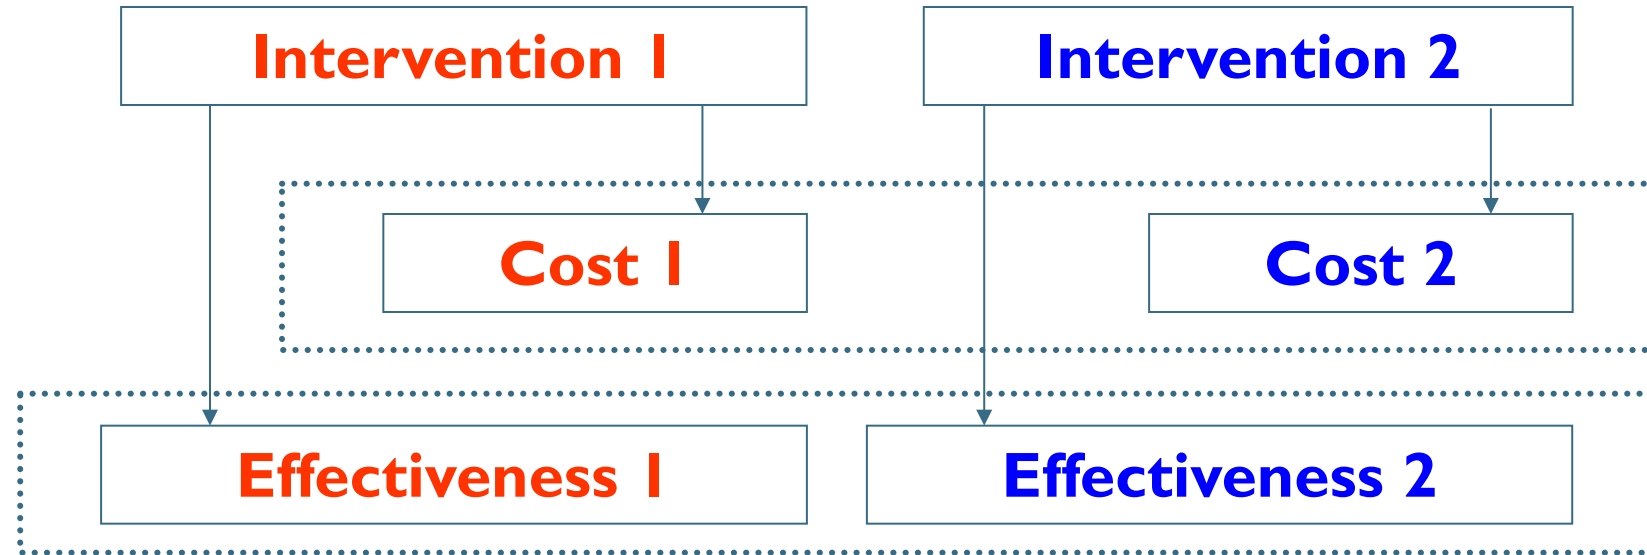 Intervention 1
Intervention 2
Cost 1
Cost 2
Effectiveness 1
Effectiveness 2